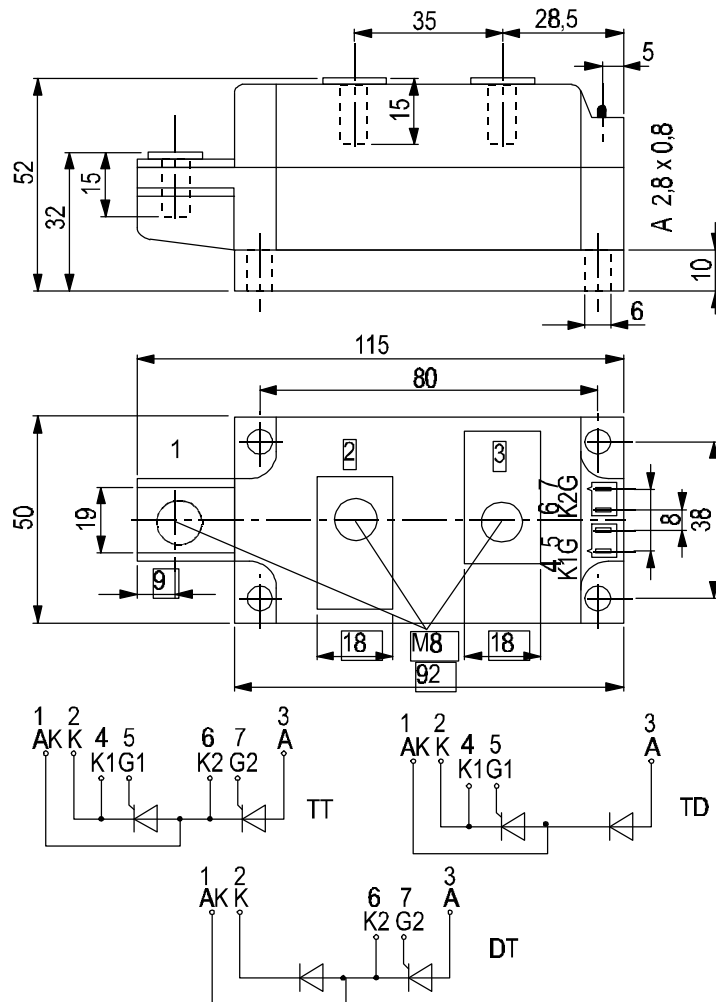 35
28,5
5
15
52
32
15
A 2,8 x 0,8
10
6
115
80
1
2
3
50
19
9
4 5 6 7
K1G K2G
8
38
18
M8
18
92
1 2 3
AK K A
4 5 6 7
K1 G1 K2 G2
TT
1 2 3
AK K A
4 5
K1 G1
TD
1 2 3
AK K A
6 7
K2 G2
DT